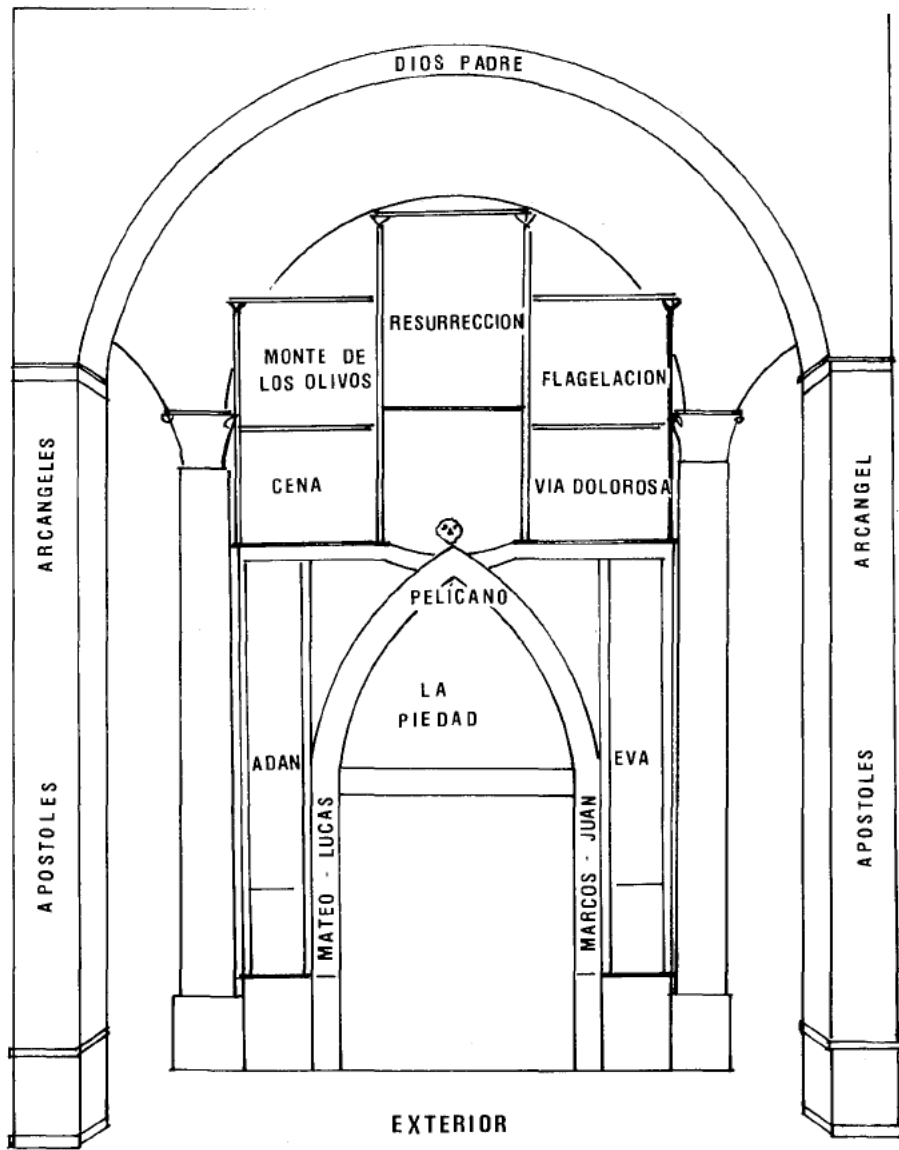 DIOS PADRE
RESURRECCION
MONTE DE
LOS OLIVOS
FLAGELACION
CENA
VIA DOLOROSA
ARCANGELES
ARCANGEL
PELÍCANO
LA
PIEDAD
ADAN
EVA
APOSTOLES
MATEO - LUCAS
MARCOS - JUAN
APOSTOLES
EXTERIOR